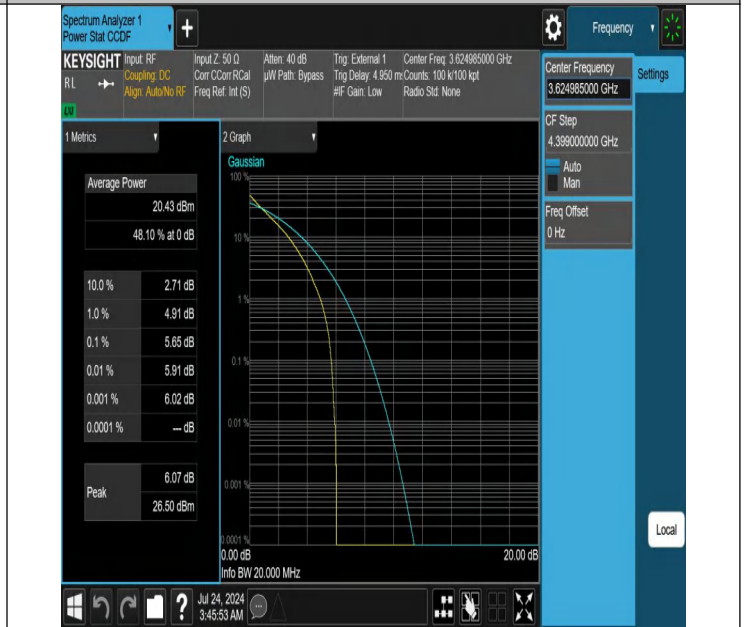 Spectrum Analyzer 1
Power Stat CCDF
+
Frequency
KEYSIGHT
RL
Input: RF
Coupling: DC
Align: Auto/No RF
Input Z: 50 Ω
Corr CCorr RCal
Freq Ref: Int (S)
Atten: 40 dB
µW Path: Bypass
Trig: External 1
Trig Delay: 4.950 ms
#IF Gain: Low
Center Freq: 3.624985000 GHz
Counts: 100 k/100 kpt
Radio Std: None
Center Frequency
3.624985000 GHz
Settings
CF Step
4.399000000 GHz
Auto
Man
Freq Offset
0 Hz
Local
1 Metrics
Average Power
20.43 dBm
48.10 % at 0 dB
10.0 % 2.71 dB
1.0 % 4.91 dB
0.1 % 5.65 dB
0.01 % 5.91 dB
0.001 % 6.02 dB
0.0001 % --- dB
Peak
6.07 dB
26.50 dBm
2 Graph
Gaussian
100 %
10 %
1 %
0.1 %
0.01 %
0.001 %
0.0001 %
0.00 dB 20.00 dB
Info BW 20.000 MHz
?
Jul 24, 2024
3:45:53 AM